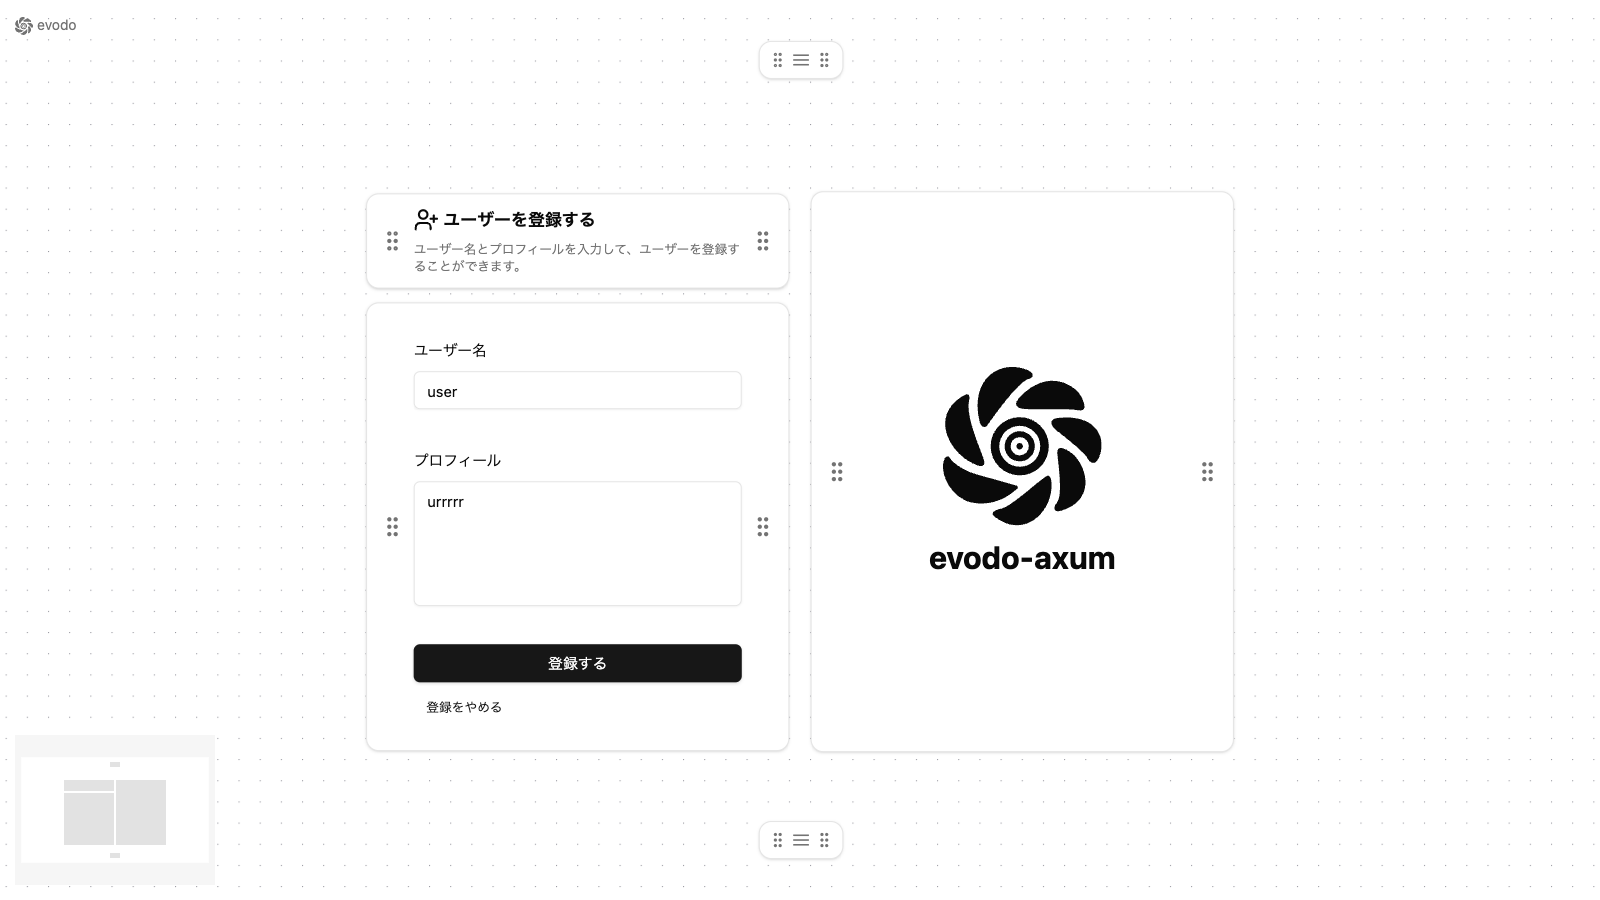 evodo
ユーザーを登録する
ユーザー名とプロフィールを入力して、ユーザーを登録す
ることができます。
ユーザー名
user
プロフィール
urrrrr
登録する
登録をやめる
evodo-axum